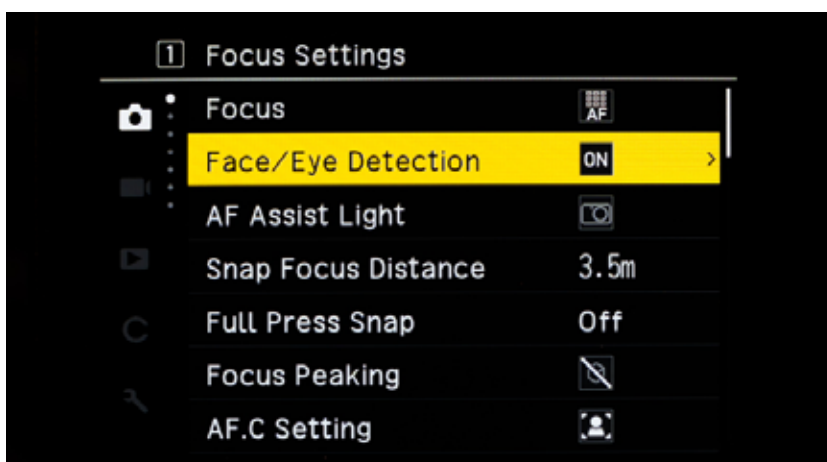 1 Focus Settings
Focus AF
Face/Eye Detection ON >
AF Assist Light
Snap Focus Distance 3.5m
Full Press Snap Off
Focus Peaking
AF.C Setting
C